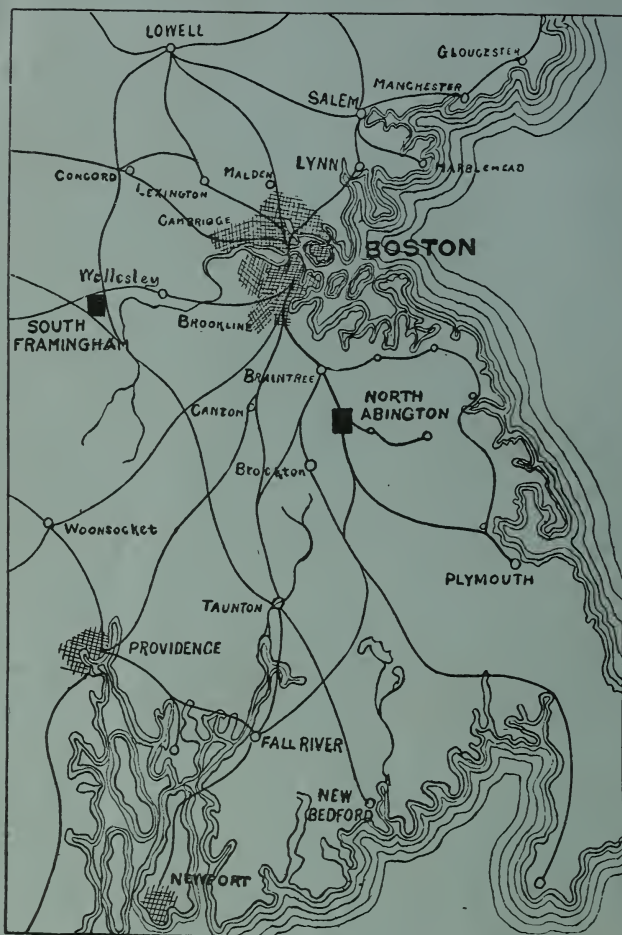 LOWELL
GLOUCESTER
MANCHESTER
SALEM
LYNN
MARBLEHEAD
CONCORD
LEXINGTON
MALDEN
CAMBRIDGE
BOSTON
Wellesley
SOUTH
FRAMINGHAM
BROOKLINE
BRAINTREE
NORTH
ABINGTON
CANTON
BROCKTON
WOONSOCKET
PLYMOUTH
TAUNTON
PROVIDENCE
FALL RIVER
NEW
BEDFORD
NEWPORT